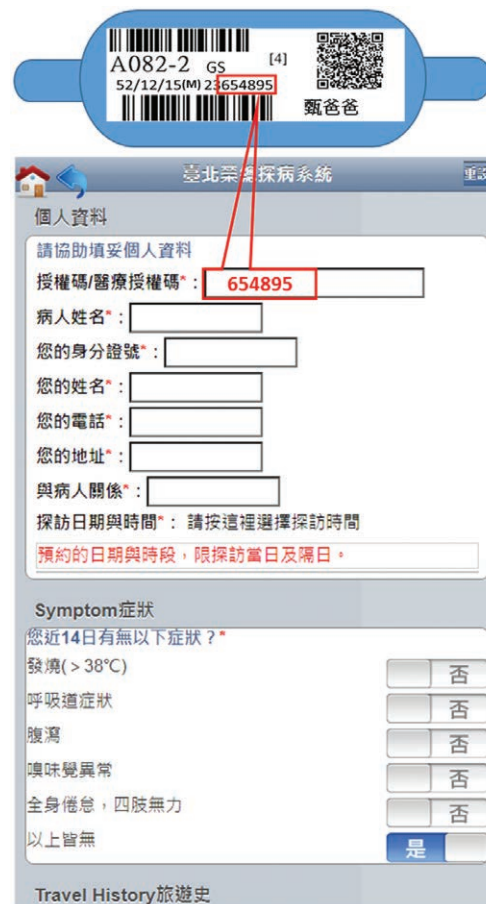 A082-2 GS [4]
52/12/15(M) 23654895
甄爸爸
臺北榮總探病系統
個人資料
請協助填妥個人資料
授權碼/醫療授權碼*： 654895
病人姓名*：
您的身分證號*：
您的姓名*：
您的電話*：
您的地址*：
與病人關係*：
探訪日期與時間*： 請按這裡選擇探訪時間
預約的日期與時段，限探訪當日及隔日。
Symptom症狀
您近14日有無以下症狀？*
發燒(＞38℃) 否
呼吸道症狀 否
腹瀉 否
嗅味覺異常 否
全身倦怠，四肢無力 否
以上皆無 是
Travel History旅遊史